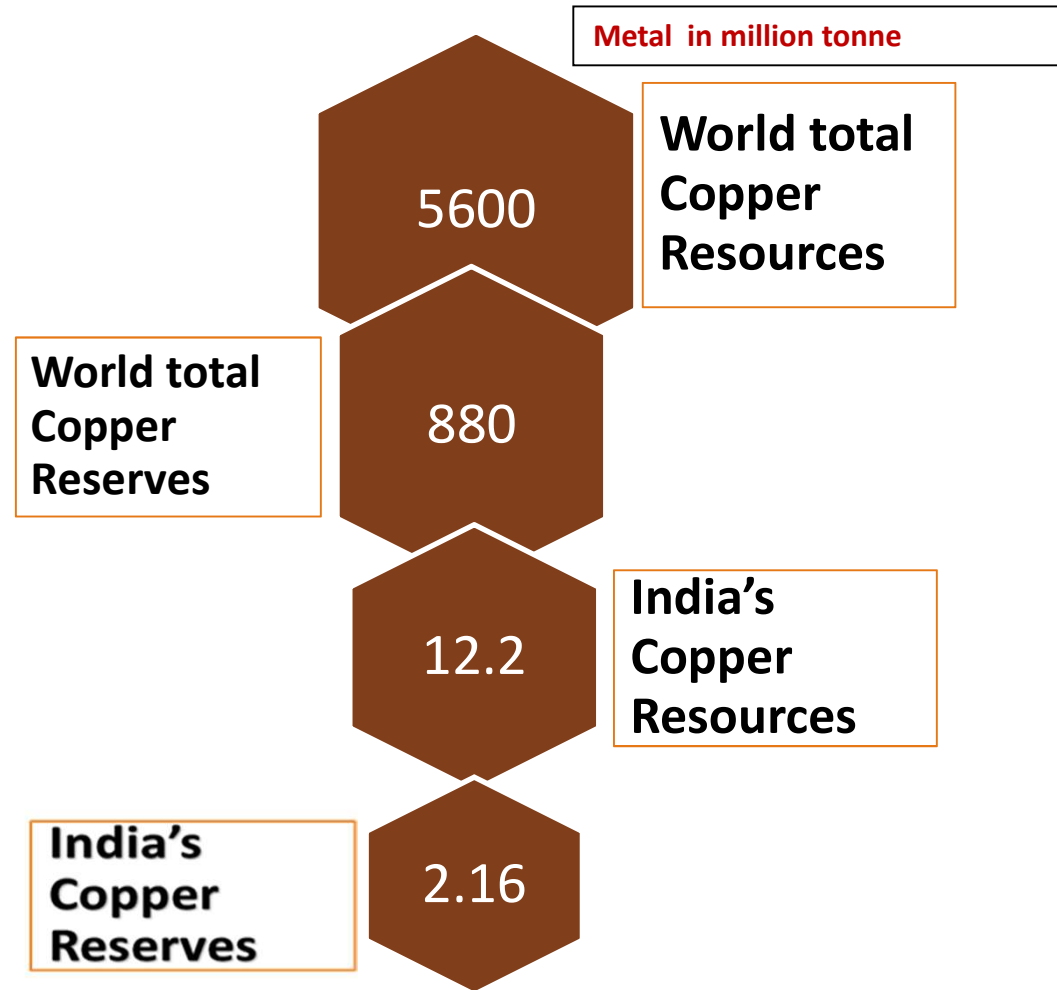 Metal in million tonne
World total
Copper
Resources
5600
World total
Copper
Reserves
880
India’s
Copper
Resources
12.2
India’s
Copper
Reserves
2.16